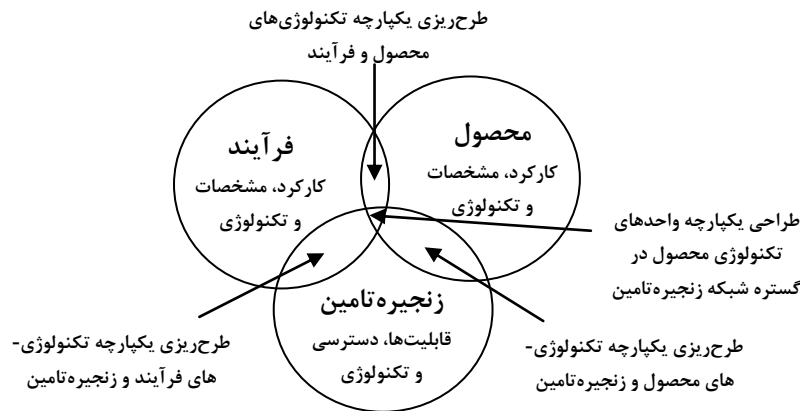 طرح‌ریزی یکپارچه تکنولوژی‌های
محصول و فرآیند
محصول
کارکرد، مشخصات
و تکنولوژی
فرآیند
کارکرد، مشخصات
و تکنولوژی
طراحی یکپارچه واحدهای
تکنولوژی محصول در
گستره شبکه زنجیره‌تامین
زنجیره‌تامین
قابلیت‌ها، دسترسی
و تکنولوژی
طرح‌ریزی یکپارچه تکنولوژی-
های محصول و زنجیره‌تامین
طرح‌ریزی یکپارچه تکنولوژی-
های فرآیند و زنجیره‌تامین